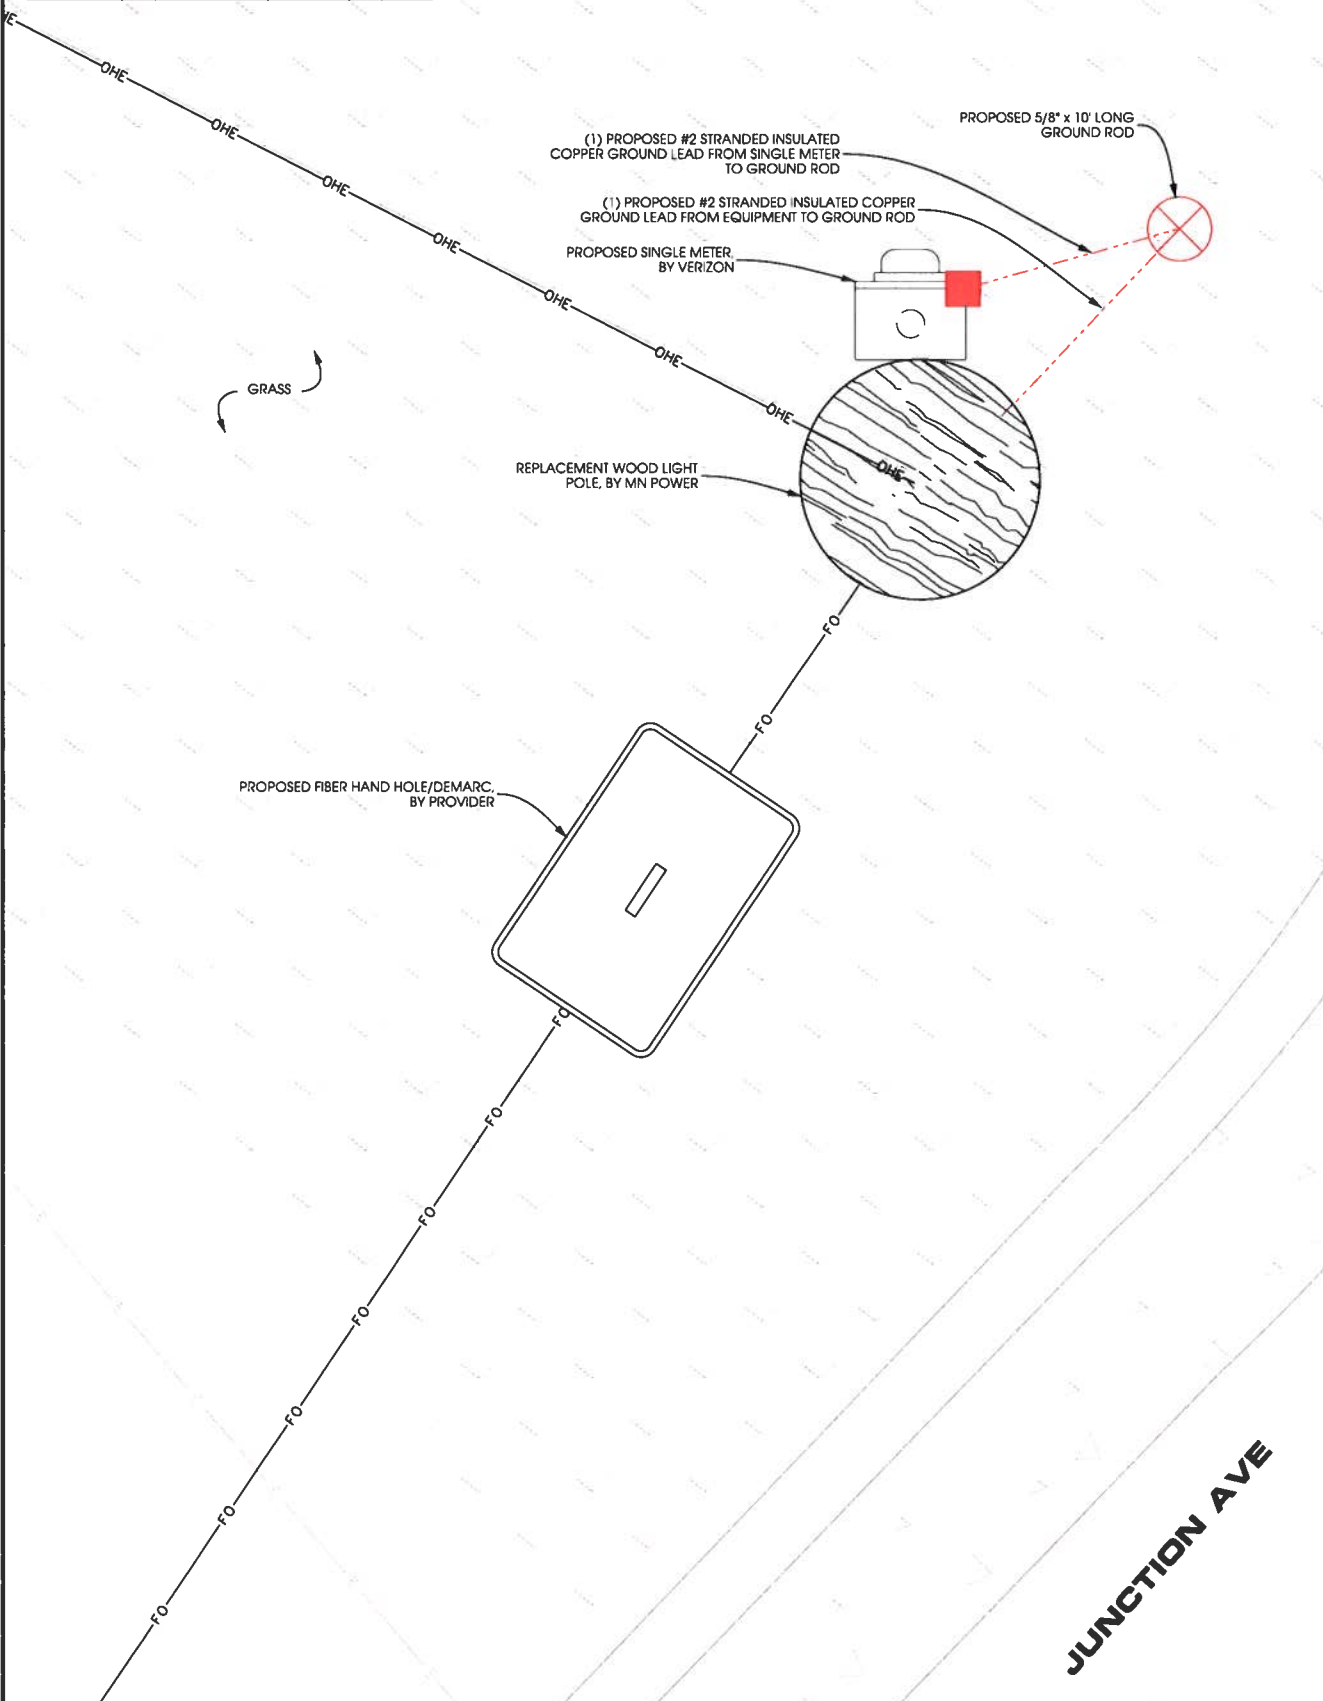 HE
OHE
OHE
OHE
OHE
OHE
OHE
OHE
OHE
PROPOSED 5/8" x 10' LONG
GROUND ROD
(1) PROPOSED #2 STRANDED INSULATED
COPPER GROUND LEAD FROM SINGLE METER
TO GROUND ROD
(1) PROPOSED #2 STRANDED INSULATED COPPER
GROUND LEAD FROM EQUIPMENT TO GROUND ROD
PROPOSED SINGLE METER,
BY VERIZON
GRASS
REPLACEMENT WOOD LIGHT
POLE, BY MN POWER
FO
FO
PROPOSED FIBER HAND HOLE/DEMARC,
BY PROVIDER
FO
FO
FO
FO
FO
FO
FO
JUNCTION AVE